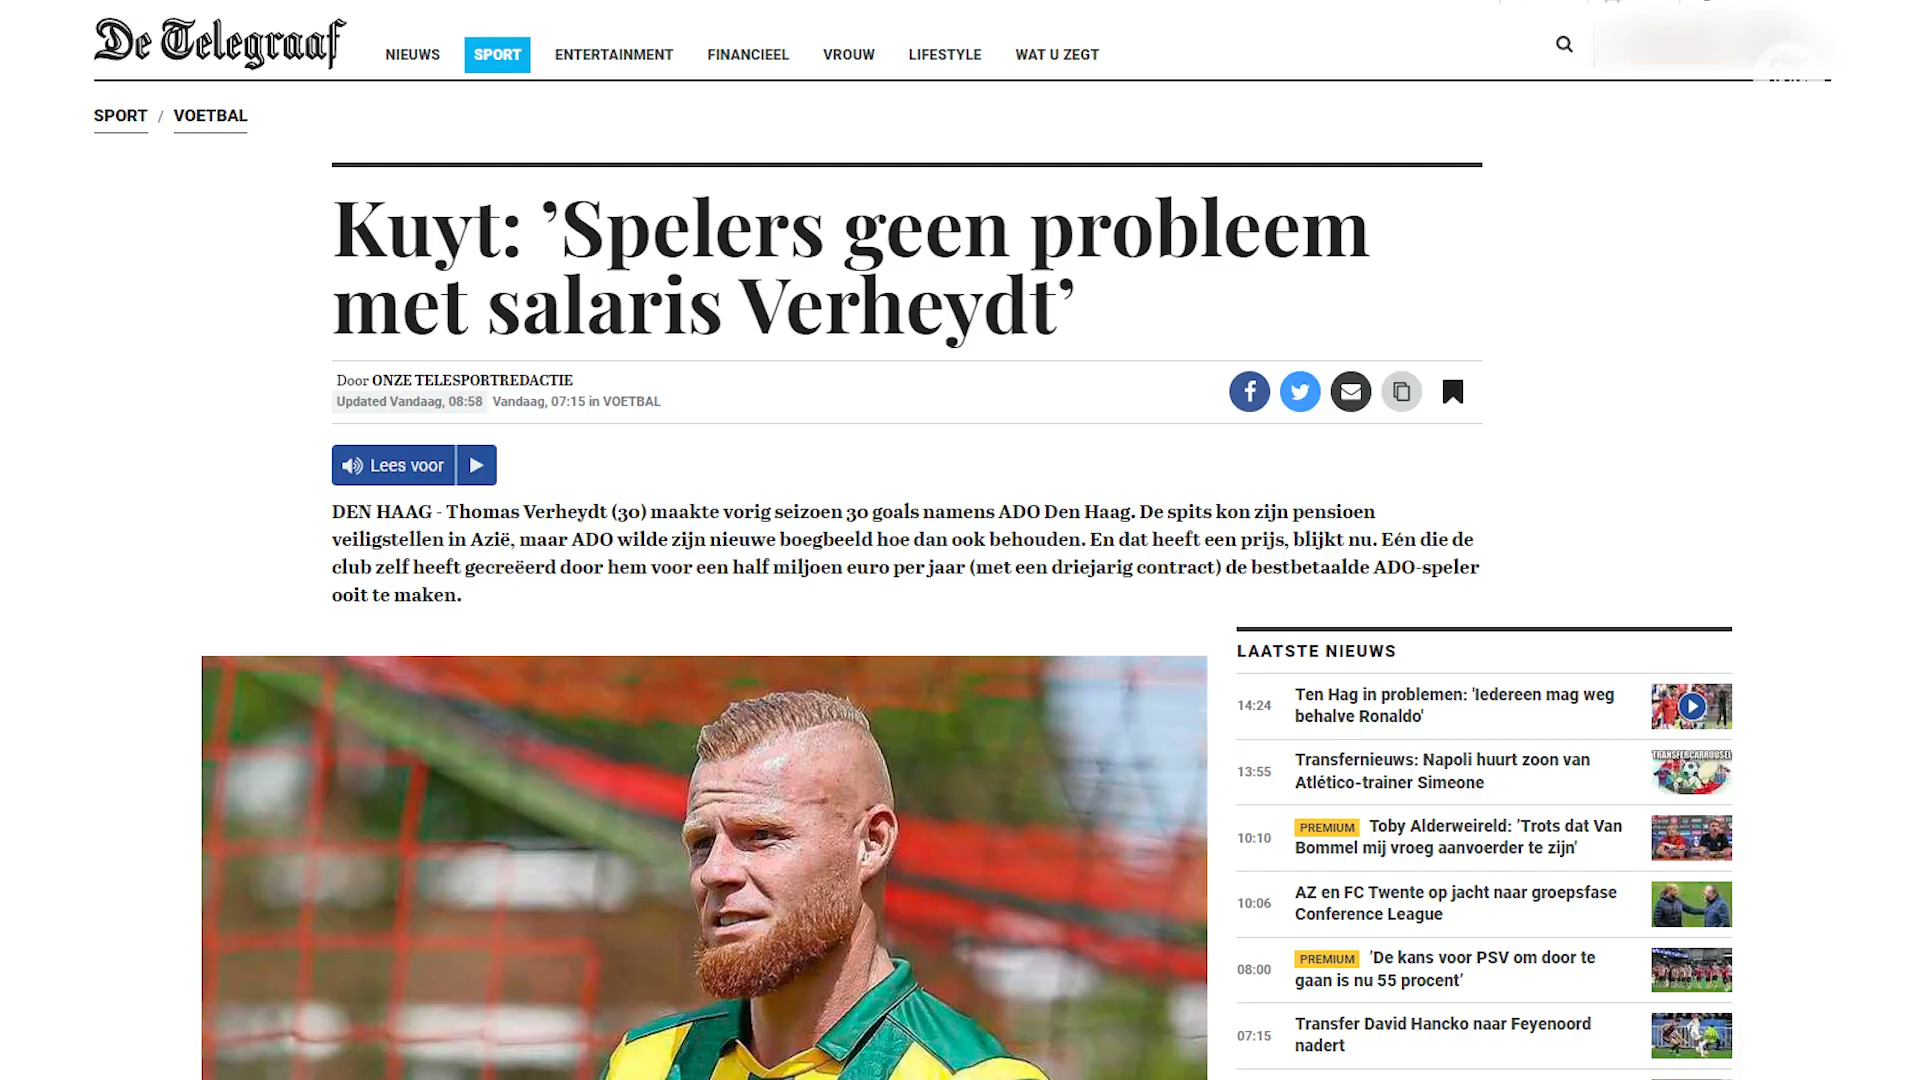 De Telegraaf
NIEUWS SPORT ENTERTAINMENT FINANCIEEL VROUW LIFESTYLE WAT U ZEGT
SPORT / VOETBAL
Kuyt: ’Spelers geen probleem
met salaris Verheydt’
Door ONZE TELESPORTREDACTIE
Updated Vandaag, 08:58 Vandaag, 07:15 in VOETBAL
Lees voor
DEN HAAG - Thomas Verheydt (30) maakte vorig seizoen 30 goals namens ADO Den Haag. De spits kon zijn pensioen
veiligstellen in Azië, maar ADO wilde zijn nieuwe boegbeeld hoe dan ook behouden. En dat heeft een prijs, blijkt nu. Eén die de
club zelf heeft gecreëerd door hem voor een half miljoen euro per jaar (met een driejarig contract) de bestbetaalde ADO-speler
ooit te maken.
LAATSTE NIEUWS
14:24 Ten Hag in problemen: 'Iedereen mag weg
behalve Ronaldo'
13:55 Transfernieuws: Napoli huurt zoon van
Atlético-trainer Simeone
TRANSFERCARROUSEL
10:10 PREMIUM Toby Alderweireld: ’Trots dat Van
Bommel mij vroeg aanvoerder te zijn’
10:06 AZ en FC Twente op jacht naar groepsfase
Conference League
08:00 PREMIUM ’De kans voor PSV om door te
gaan is nu 55 procent’
07:15 Transfer David Hancko naar Feyenoord
nadert